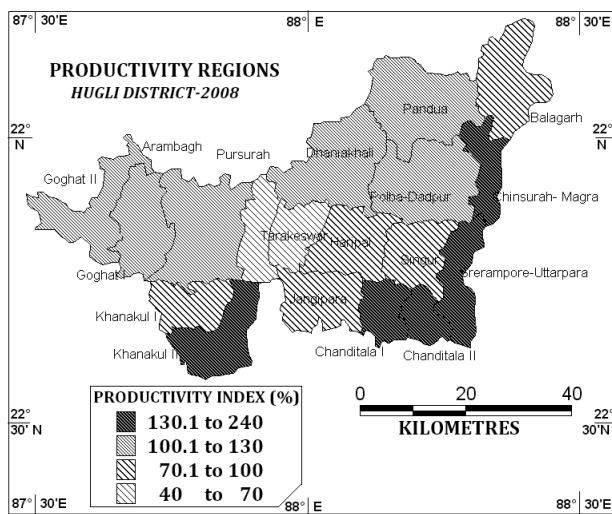 87° 30'E
88° E
88° 30'E
PRODUCTIVITY REGIONS
HUGLI DISTRICT-2008
Pandua
22°
N
Balagarh
22°
N
Arambagh
Pursurah
Dhaniakhali
Goghat II
Polba-Dadpur
Chinsurah- Magra
Tarakeswar
Haripal
Singur
Goghat I
Srerampore-Uttarpara
Jangipara
Khanakul I
Khanakul II
Chanditala I
Chanditala II
PRODUCTIVITY INDEX (%)
130.1 to 240
100.1 to 130
70.1 to 100
40 to 70
0 20 40
KILOMETRES
22°
30' N
22°
30' N
87° 30'E
88° E
88° 30'E